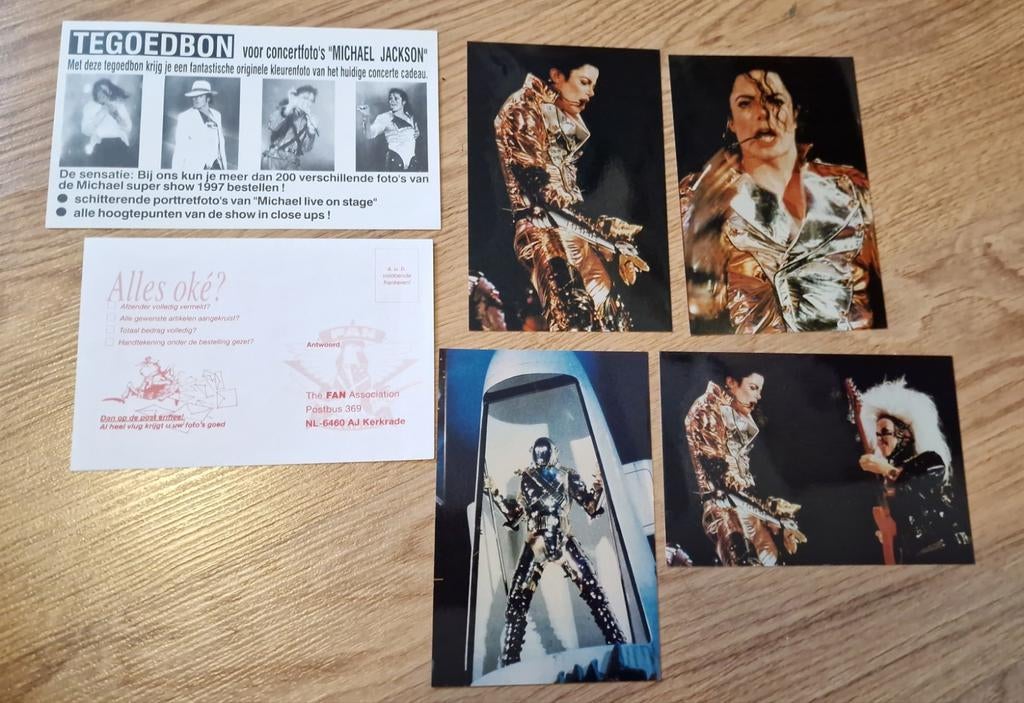 TEGOEDBON voor concertfoto's "MICHAEL JACKSON"
Met deze tegoedbon krijg je een fantastische originele kleurenfoto van het huidige concerte cadeau.
De sensatie: Bij ons kun je meer dan 200 verschillende foto's van
de Michael super show 1997 bestellen !
● schitterende porttretfoto's van "Michael live on stage"
● alle hoogtepunten van de show in close ups !
Alles oké?
Afzender volledig vermeld?
Alle gewenste artikelen aangekruist?
Totaal bedrag volledig?
Handtekening onder de bestelling gezet?
Dan op de post ermee!
Al heel vlug krijgt u uw foto's goed
A. u. B.
voldoende
frankeren!
FAN
Antwoord
The FAN Association
Postbus 369
NL-6460 AJ Kerkrade